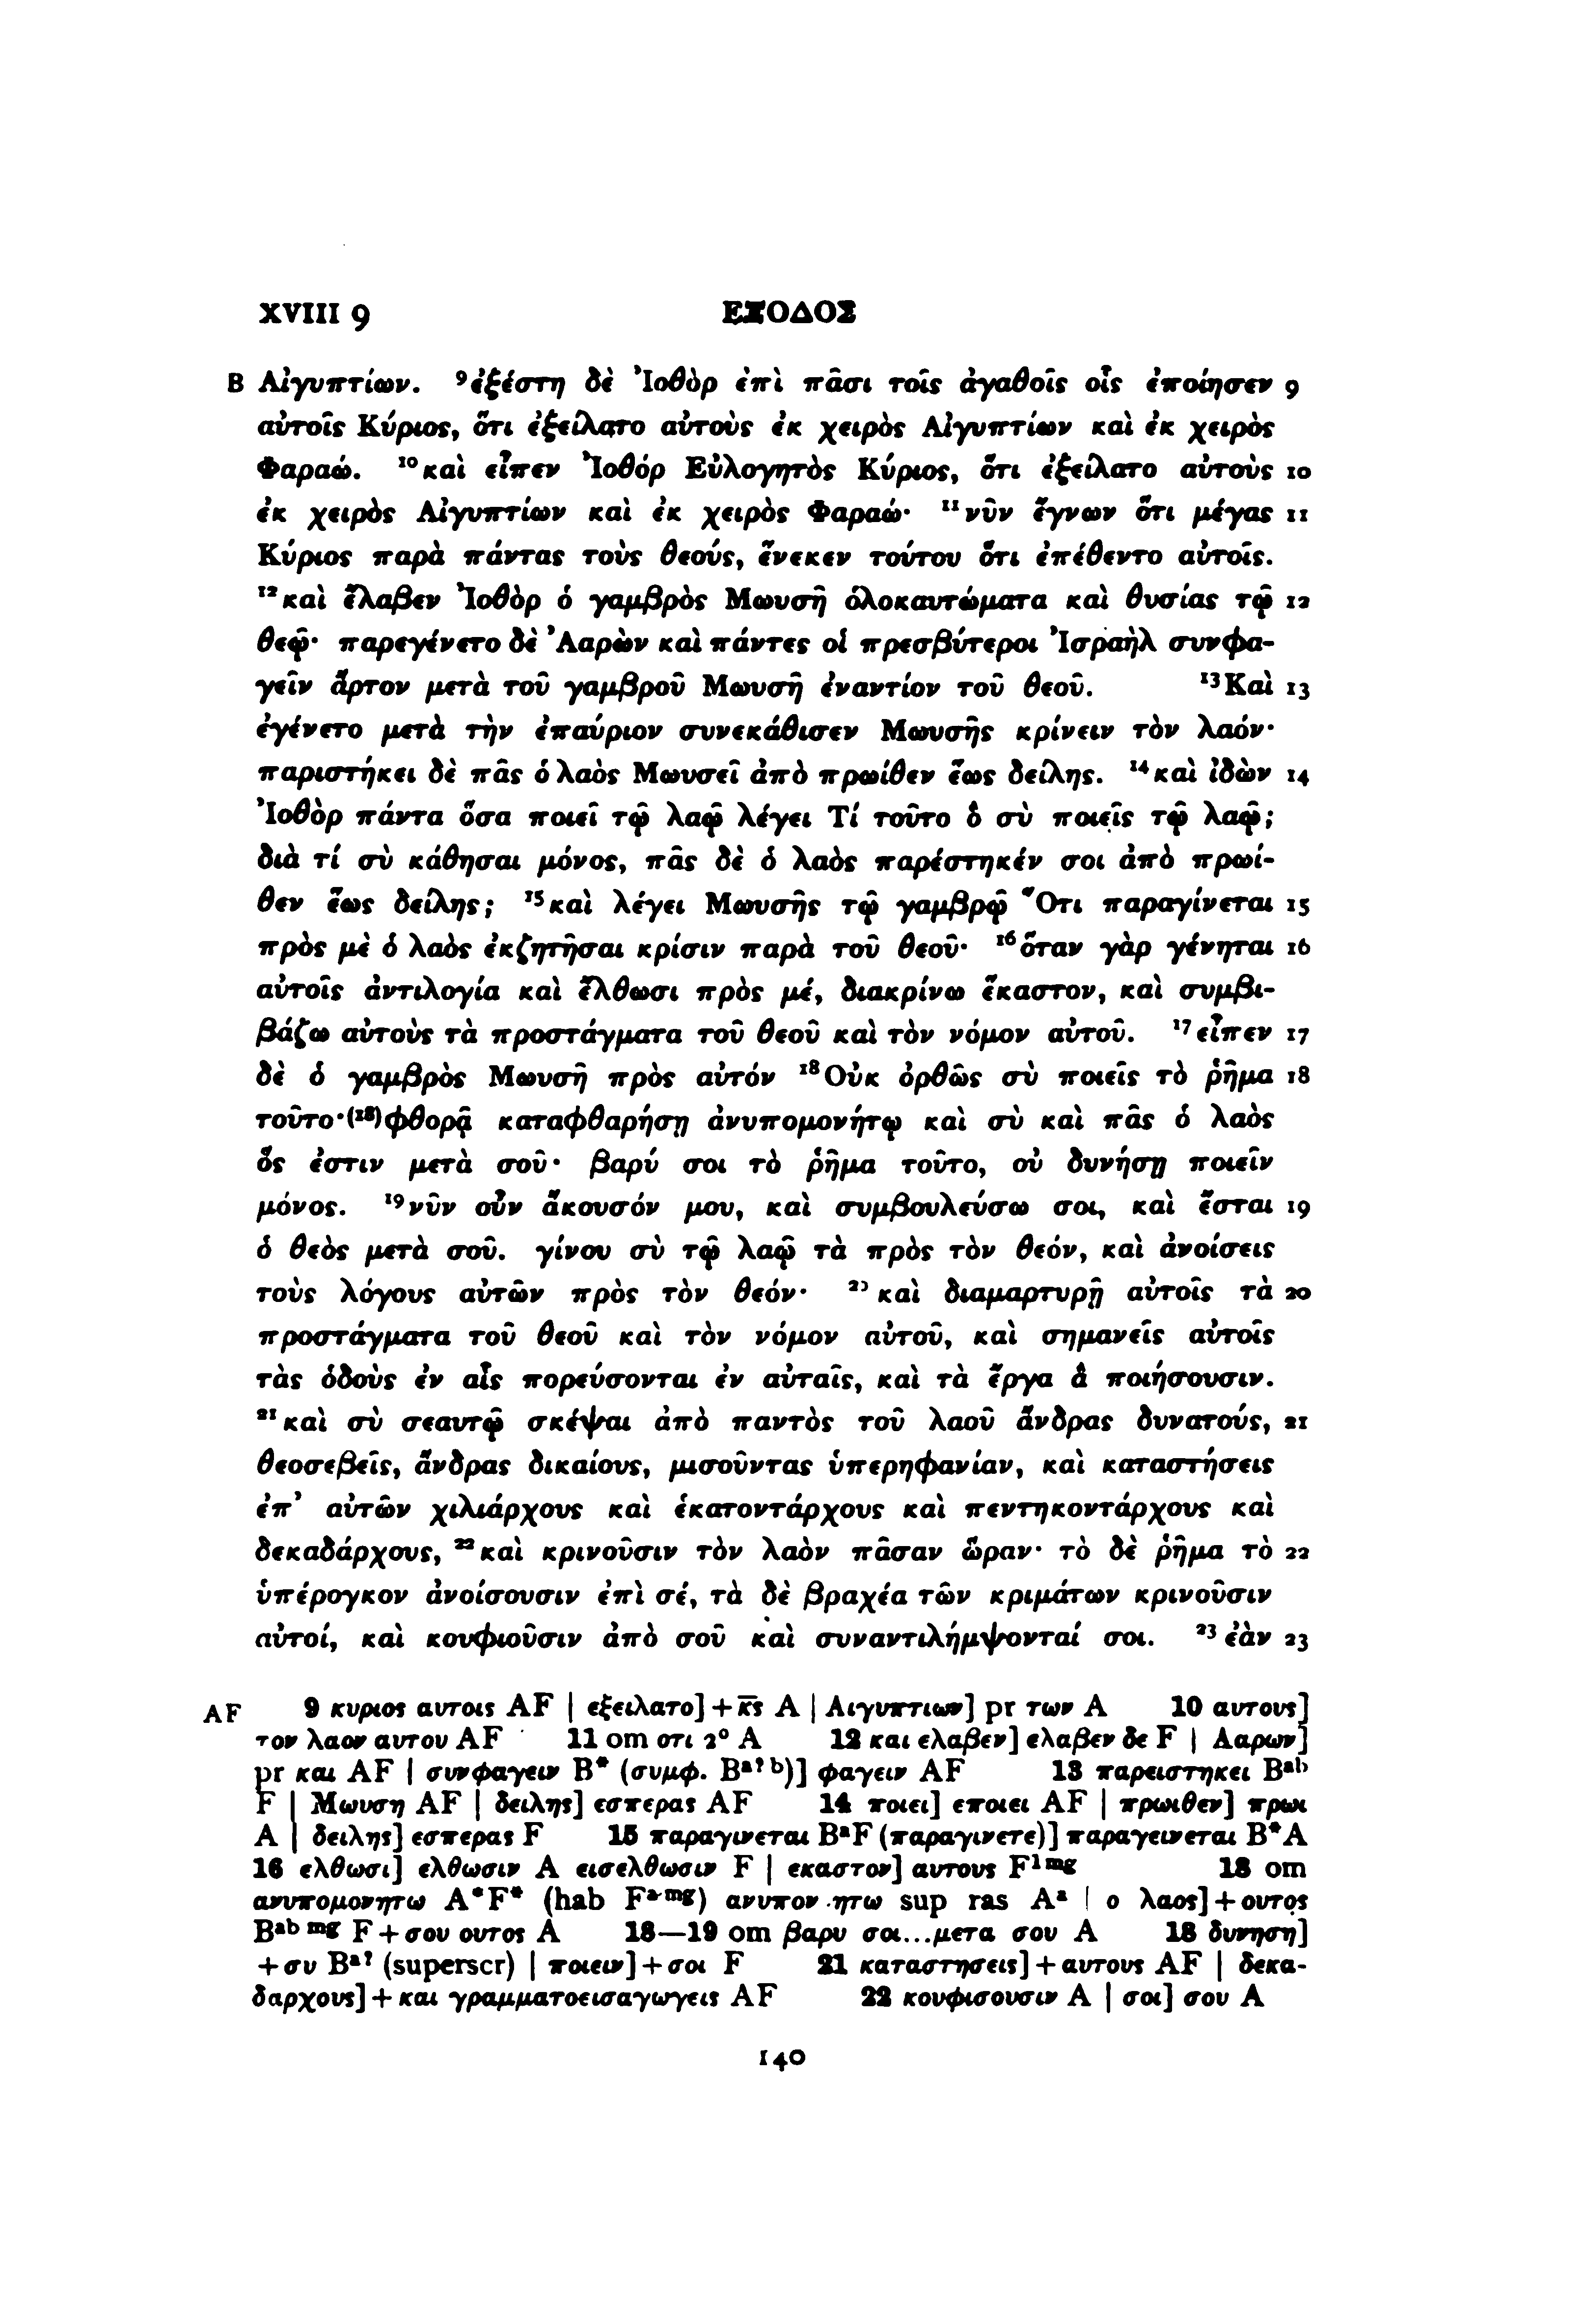 XVIII 9 ΕΞΟΔΟΣ
B Αἰγυπτίων. ⁹ἐξέστη δὲ Ἰοθὸρ ἐπὶ πᾶσι τοῖς ἀγαθοῖς οἷς ἐποίησεν 9
αὐτοῖς Κύριος, ὅτι ἐξείλατο αὐτοὺς ἐκ χειρὸς Αἰγυπτίων καὶ ἐκ χειρὸς
Φαραώ. ¹⁰καὶ εἶπεν Ἰοθόρ Εὐλογητὸς Κύριος, ὅτι ἐξείλατο αὐτοὺς 10
ἐκ χειρὸς Αἰγυπτίων καὶ ἐκ χειρὸς Φαραώ· ¹¹νῦν ἔγνων ὅτι μέγας 11
Κύριος παρὰ πάντας τοὺς θεούς, ἕνεκεν τούτου ὅτι ἐπέθεντο αὐτοῖς.
¹²καὶ ἔλαβεν Ἰοθὸρ ὁ γαμβρὸς Μωυσῆ ὁλοκαυτώματα καὶ θυσίας τῷ 12
θεῷ· παρεγένετο δὲ Ἀαρὼν καὶ πάντες οἱ πρεσβύτεροι Ἰσραὴλ συνφα-
γεῖν ἄρτον μετὰ τοῦ γαμβροῦ Μωυσῆ ἐναντίον τοῦ θεοῦ. ¹³Καὶ 13
ἐγένετο μετὰ τὴν ἐπαύριον συνεκάθισεν Μωυσῆς κρίνειν τὸν λαόν·
παριστήκει δὲ πᾶς ὁ λαὸς Μωυσεῖ ἀπὸ πρωίθεν ἕως δείλης. ¹⁴καὶ ἰδὼν 14
Ἰοθὸρ πάντα ὅσα ποιεῖ τῷ λαῷ λέγει Τί τοῦτο ὃ σὺ ποιεῖς τῷ λαῷ;
διὰ τί σὺ κάθησαι μόνος, πᾶς δὲ ὁ λαὸς παρέστηκέν σοι ἀπὸ πρωί-
θεν ἕως δείλης; ¹⁵καὶ λέγει Μωυσῆς τῷ γαμβρῷ Ὅτι παραγίνεται 15
πρὸς μὲ ὁ λαὸς ἐκζητῆσαι κρίσιν παρὰ τοῦ θεοῦ· ¹⁶ὅταν γὰρ γένηται 16
αὐτοῖς ἀντιλογία καὶ ἔλθωσι πρὸς μέ, διακρίνω ἕκαστον, καὶ συμβι-
βάζω αὐτοὺς τὰ προστάγματα τοῦ θεοῦ καὶ τὸν νόμον αὐτοῦ. ¹⁷εἶπεν 17
δὲ ὁ γαμβρὸς Μωυσῆ πρὸς αὐτόν ¹⁸Οὐκ ὀρθῶς σὺ ποιεῖς τὸ ῥῆμα 18
τοῦτο·⁽¹⁸⁾φθορᾷ καταφθαρήσῃ ἀνυπομονήτῳ καὶ σὺ καὶ πᾶς ὁ λαὸς
ὅς ἐστιν μετὰ σοῦ· βαρύ σοι τὸ ῥῆμα τοῦτο, οὐ δυνήσῃ ποιεῖν
μόνος. ¹⁹νῦν οὖν ἄκουσόν μου, καὶ συμβουλεύσω σοι, καὶ ἔσται 19
ὁ θεὸς μετὰ σοῦ. γίνου σὺ τῷ λαῷ τὰ πρὸς τὸν θεόν, καὶ ἀνοίσεις
τοὺς λόγους αὐτῶν πρὸς τὸν θεόν· ²⁰καὶ διαμαρτυρῇ αὐτοῖς τὰ 20
προστάγματα τοῦ θεοῦ καὶ τὸν νόμον αὐτοῦ, καὶ σημανεῖς αὐτοῖς
τὰς ὁδοὺς ἐν αἷς πορεύσονται ἐν αὐταῖς, καὶ τὰ ἔργα ἃ ποιήσουσιν.
²¹καὶ σὺ σεαυτῷ σκέψαι ἀπὸ παντὸς τοῦ λαοῦ ἄνδρας δυνατούς, 21
θεοσεβεῖς, ἄνδρας δικαίους, μισοῦντας ὑπερηφανίαν, καὶ καταστήσεις
ἐπ’ αὐτῶν χιλιάρχους καὶ ἑκατοντάρχους καὶ πεντηκοντάρχους καὶ
δεκαδάρχους, ²²καὶ κρινοῦσιν τὸν λαὸν πᾶσαν ὥραν· τὸ δὲ ῥῆμα τὸ 22
ὑπέρογκον ἀνοίσουσιν ἐπὶ σέ, τὰ δὲ βραχέα τῶν κριμάτων κρινοῦσιν
αὐτοί, καὶ κουφιοῦσιν ἀπὸ σοῦ καὶ συναντιλήμψονταί σοι. ²³ἐὰν 23
AF 9 κυριος αυτοις AF | εξειλατο] + κ̅ς̅ A | Αιγυπτιων] pr των A 10 αυτους]
τον λαον αυτου AF 11 om οτι 2° A 12 και ελαβεν] ελαβεν δε F | Ααρων]
pr και AF | συνφαγειν B* (συμφ. Bᵃ?ᵇ)] φαγειν AF 13 παρειστηκει Bᵃᵇ
F | Μωυση AF | δειλης] εσπερας AF 14 ποιει] εποιει AF | πρωιθεν] πρωι
A | δειλης] εσπερας F 15 παραγινεται BᵃF (παραγινετε)] παραγεινεται B*A
16 ελθωσι] ελθωσιν A εισελθωσιν F | εκαστον] αυτους F¹ᵐᵍ 18 om
ανυπομονητω A*F* (hab Fᵃ·ᵐᵍ) ανυπον·ητω sup ras Aᵃ | ο λαος] + ουτος
Bᵃᵇᵐᵍ F + σου ουτος A 18—19 om βαρυ σοι...μετα σου A 18 δυνηση]
+ συ Bᵃ? (superscr) | ποιειν] + σοι F 21 καταστησεις] + αυτους AF | δεκα-
δαρχους] + και γραμματοεισαγωγεις AF 22 κουφισουσιν A | σοι] σου A
140